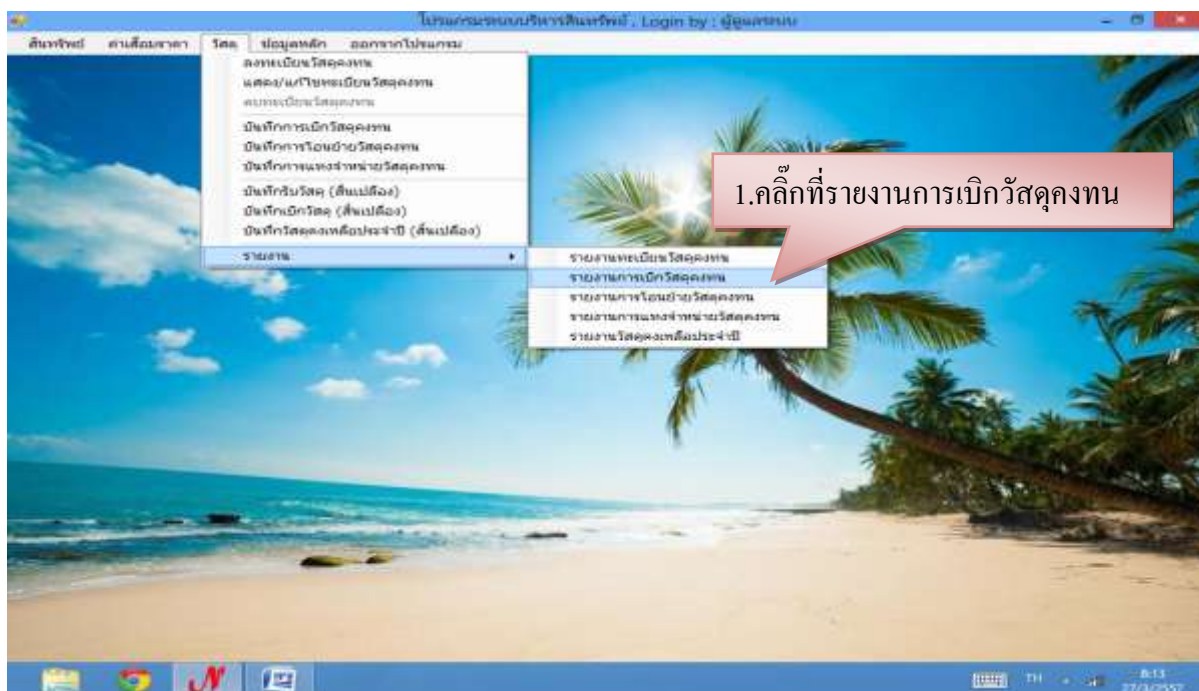 โปรแกรมระบบบริหารสินทรัพย์ , Login by : ผู้ดูแลระบบ
สินทรัพย์ ค่าเสื่อมราคา วัสดุ ข้อมูลหลัก ออกจากโปรแกรม
ลงทะเบียนวัสดุคงทน
แสดง/แก้ไขทะเบียนวัสดุคงทน
ลบทะเบียนวัสดุคงทน
บันทึกการเบิกวัสดุคงทน
บันทึกการโอนย้ายวัสดุคงทน
บันทึกการแทงจำหน่ายวัสดุคงทน
บันทึกรับวัสดุ (สิ้นเปลือง)
บันทึกเบิกวัสดุ (สิ้นเปลือง)
บันทึกวัสดุคงเหลือประจำปี (สิ้นเปลือง)
รายงาน
รายงานทะเบียนวัสดุคงทน
รายงานการเบิกวัสดุคงทน
รายงานการโอนย้ายวัสดุคงทน
รายงานการแทงจำหน่ายวัสดุคงทน
รายงานวัสดุคงเหลือประจำปี
1.คลิ๊กที่รายงานการเบิกวัสดุคงทน
TH
8:13
27/3/2557